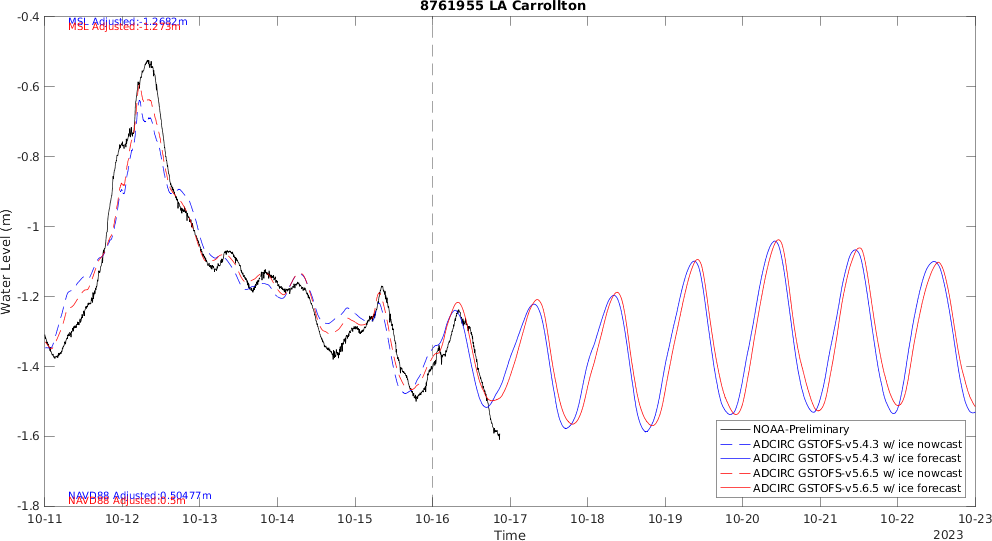 8761955 LA Carrollton
-0.4
MSL Adjusted:-1.2682m
MSL Adjusted:-1.273m
-0.6
-0.8
-1
Water Level (m)
-1.2
-1.4
-1.6
NOAA-Preliminary
ADCIRC GSTOFS-v5.4.3 w/ ice nowcast
ADCIRC GSTOFS-v5.4.3 w/ ice forecast
ADCIRC GSTOFS-v5.6.5 w/ ice nowcast
ADCIRC GSTOFS-v5.6.5 w/ ice forecast
NAVD88 Adjusted:0.50477m
NAVD88 Adjusted:0.5m
-1.8
10-11 10-12 10-13 10-14 10-15 10-16 10-17 10-18 10-19 10-20 10-21 10-22 10-23
Time
2023